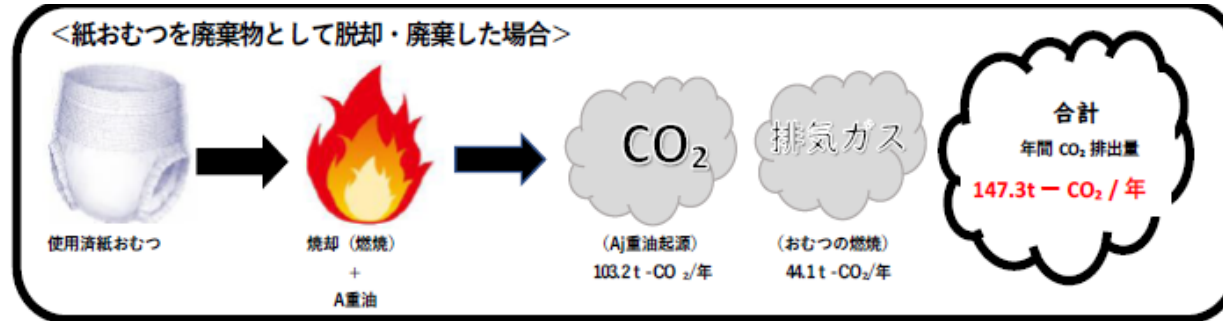 ＜紙おむつを廃棄物として脱却・廃棄した場合＞
使用済紙おむつ
焼却（燃焼）
+
A重油
CO₂
（Aj重油起源）
103.2 t -CO ₂/年
排気ガス
（おむつの燃焼）
44.1 t -CO₂/年
合計
年間 CO₂ 排出量
147.3t ー CO₂ / 年